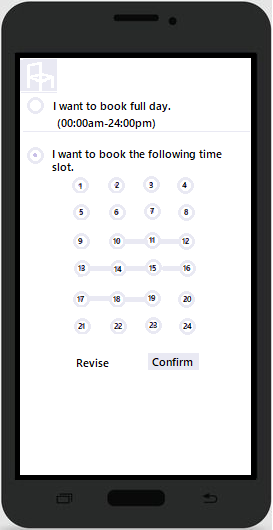 I want to book full day.
(00:00am-24:00pm)
I want to book the following time
slot.
1 2 3 4
5 6 7 8
9 10 11 12
13 14 15 16
17 18 19 20
21 22 23 24
Revise Confirm